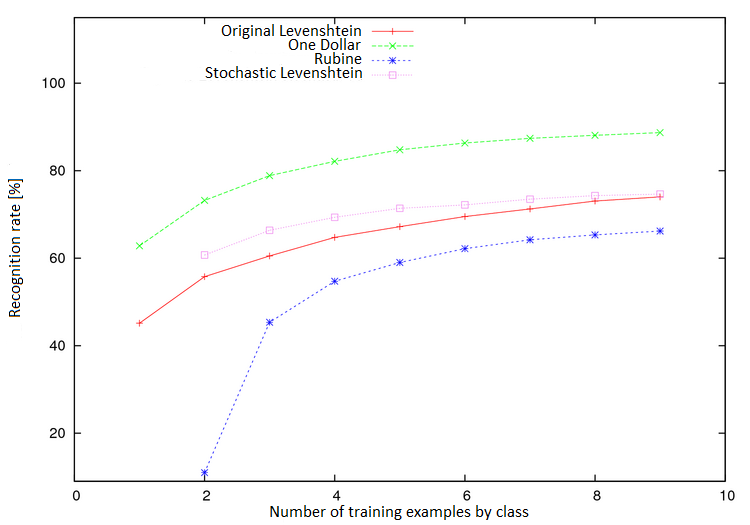 Original Levenshtein
One Dollar
Rubine
Stochastic Levenshtein
100
80
60
40
20
Recognition rate [%]
0 2 4 6 8 10
Number of training examples by class